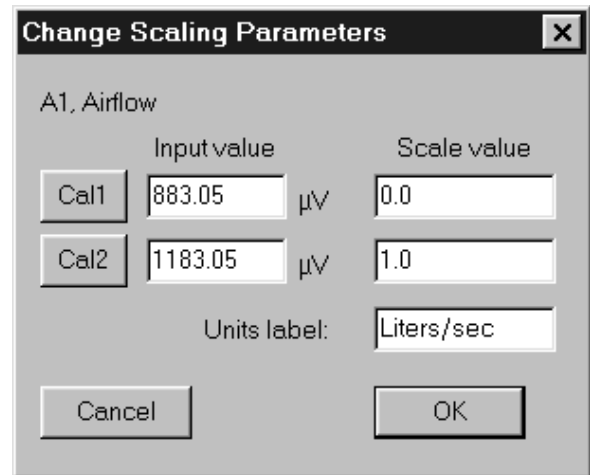 Change Scaling Parameters
A1, Airflow
Input value Scale value
Cal1 883.05 µV 0.0
Cal2 1183.05 µV 1.0
Units label: Liters/sec
Cancel OK